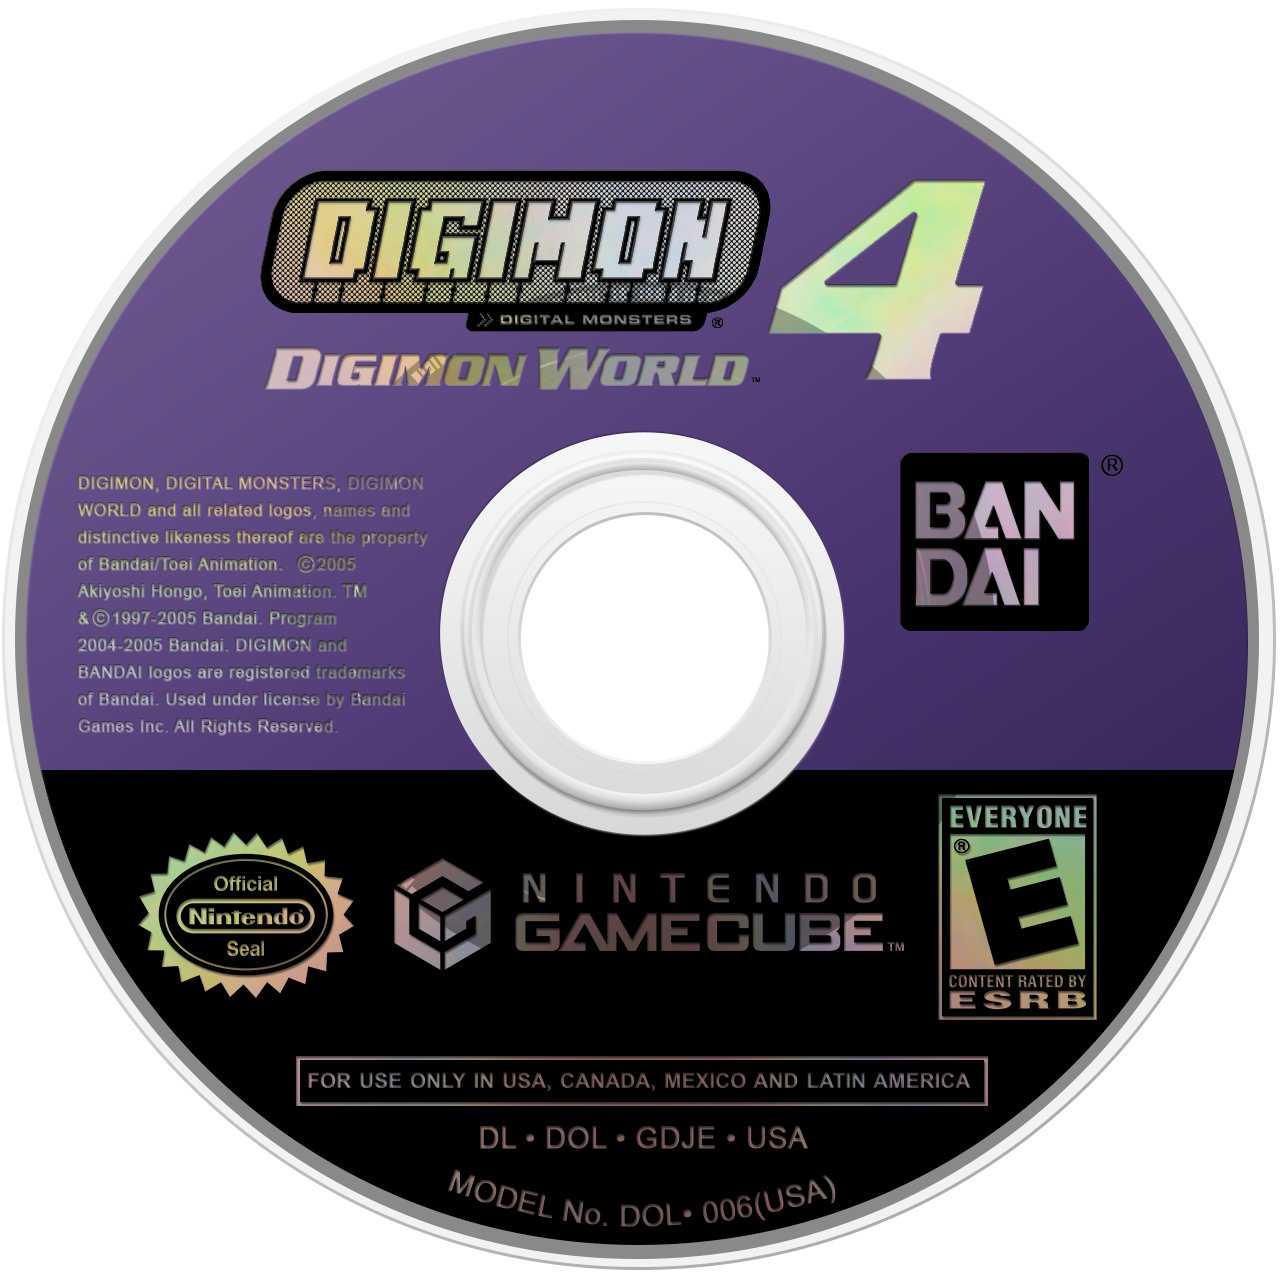 DIGIMON
4
DIGITAL MONSTERS ®
DIGIMON WORLD ™
DIGIMON, DIGITAL MONSTERS, DIGIMON
WORLD and all related logos, names and
distinctive likeness thereof are the property
of Bandai/Toei Animation. ©2005
Akiyoshi Hongo, Toei Animation. TM
& ©1997-2005 Bandai. Program
2004-2005 Bandai. DIGIMON and
BANDAI logos are registered trademarks
of Bandai. Used under license by Bandai
Games Inc. All Rights Reserved.
®
BAN
DAI
Official
Nintendo®
Seal
NINTENDO
GAMECUBE™
EVERYONE
®
E
CONTENT RATED BY
ESRB
FOR USE ONLY IN USA, CANADA, MEXICO AND LATIN AMERICA
DL • DOL • GDJE • USA
MODEL No. DOL• 006(USA)